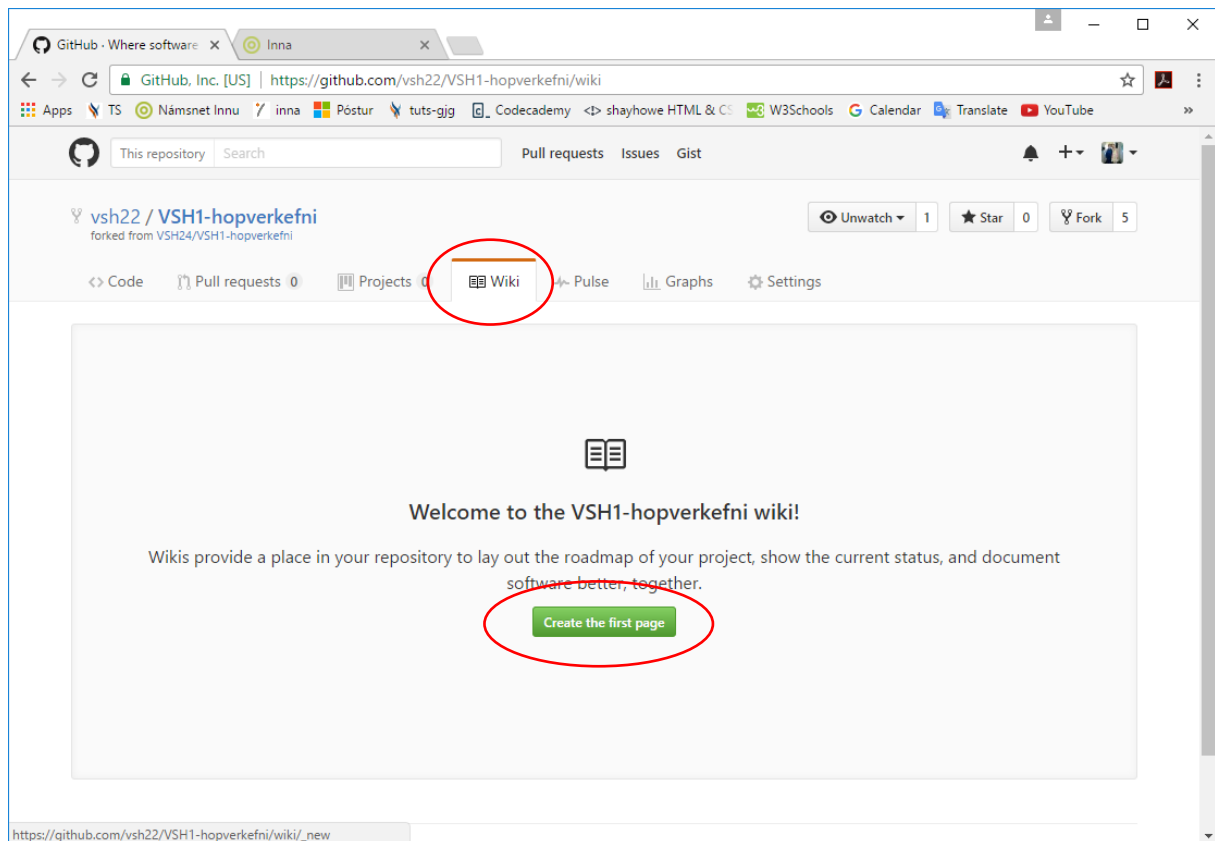 GitHub · Where software
Inna
GitHub, Inc. [US] | https://github.com/vsh22/VSH1-hopverkefni/wiki
Apps TS Námsnet Innu inna Póstur tuts-gjg Codecademy shayhowe HTML & CS W3Schools Calendar Translate YouTube »
This repository Search Pull requests Issues Gist
vsh22 / VSH1-hopverkefni Unwatch 1 Star 0 Fork 5
forked from VSH24/VSH1-hopverkefni
Code Pull requests 0 Projects 0 Wiki Pulse Graphs Settings
Welcome to the VSH1-hopverkefni wiki!
Wikis provide a place in your repository to lay out the roadmap of your project, show the current status, and document
software better, together.
Create the first page
https://github.com/vsh22/VSH1-hopverkefni/wiki/_new